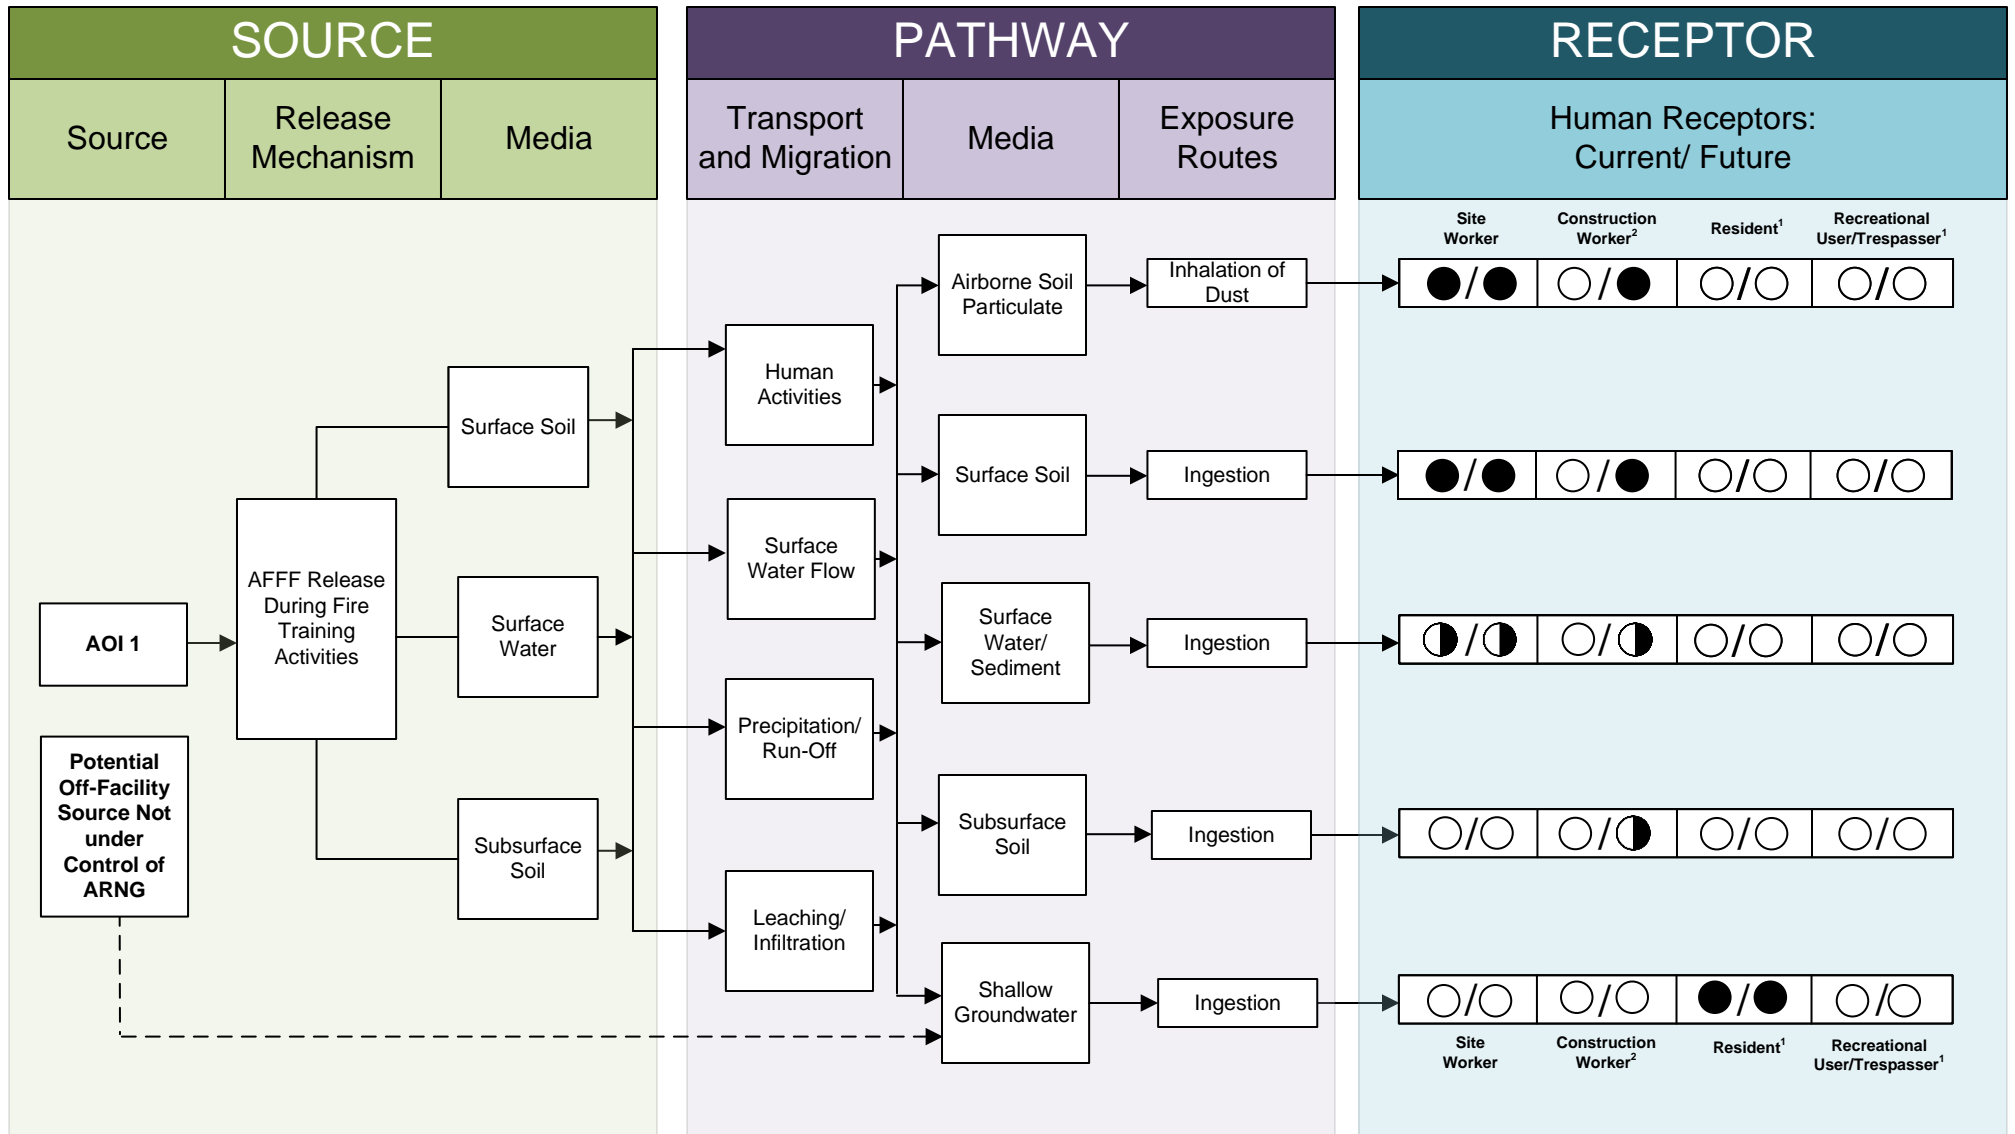 SOURCE
PATHWAY
RECEPTOR
Source
Release
Mechanism
Media
Transport
and Migration
Media
Exposure
Routes
Human Receptors:
Current/ Future
Site
Worker
Construction
Worker²
Resident¹
Recreational
User/Trespasser¹
AOI 1
Potential
Off-Facility
Source Not
under
Control of
ARNG
AFFF Release
During Fire
Training
Activities
Surface Soil
Surface
Water
Subsurface
Soil
Human
Activities
Surface
Water Flow
Precipitation/
Run-Off
Leaching/
Infiltration
Airborne Soil
Particulate
Inhalation of
Dust
/ / / /
Surface Soil
Ingestion
/ / / /
Surface
Water/
Sediment
Ingestion
/ / / /
Subsurface
Soil
Ingestion
/ / / /
Shallow
Groundwater
Ingestion
/ / / /
Site
Worker
Construction
Worker²
Resident¹
Recreational
User/Trespasser¹